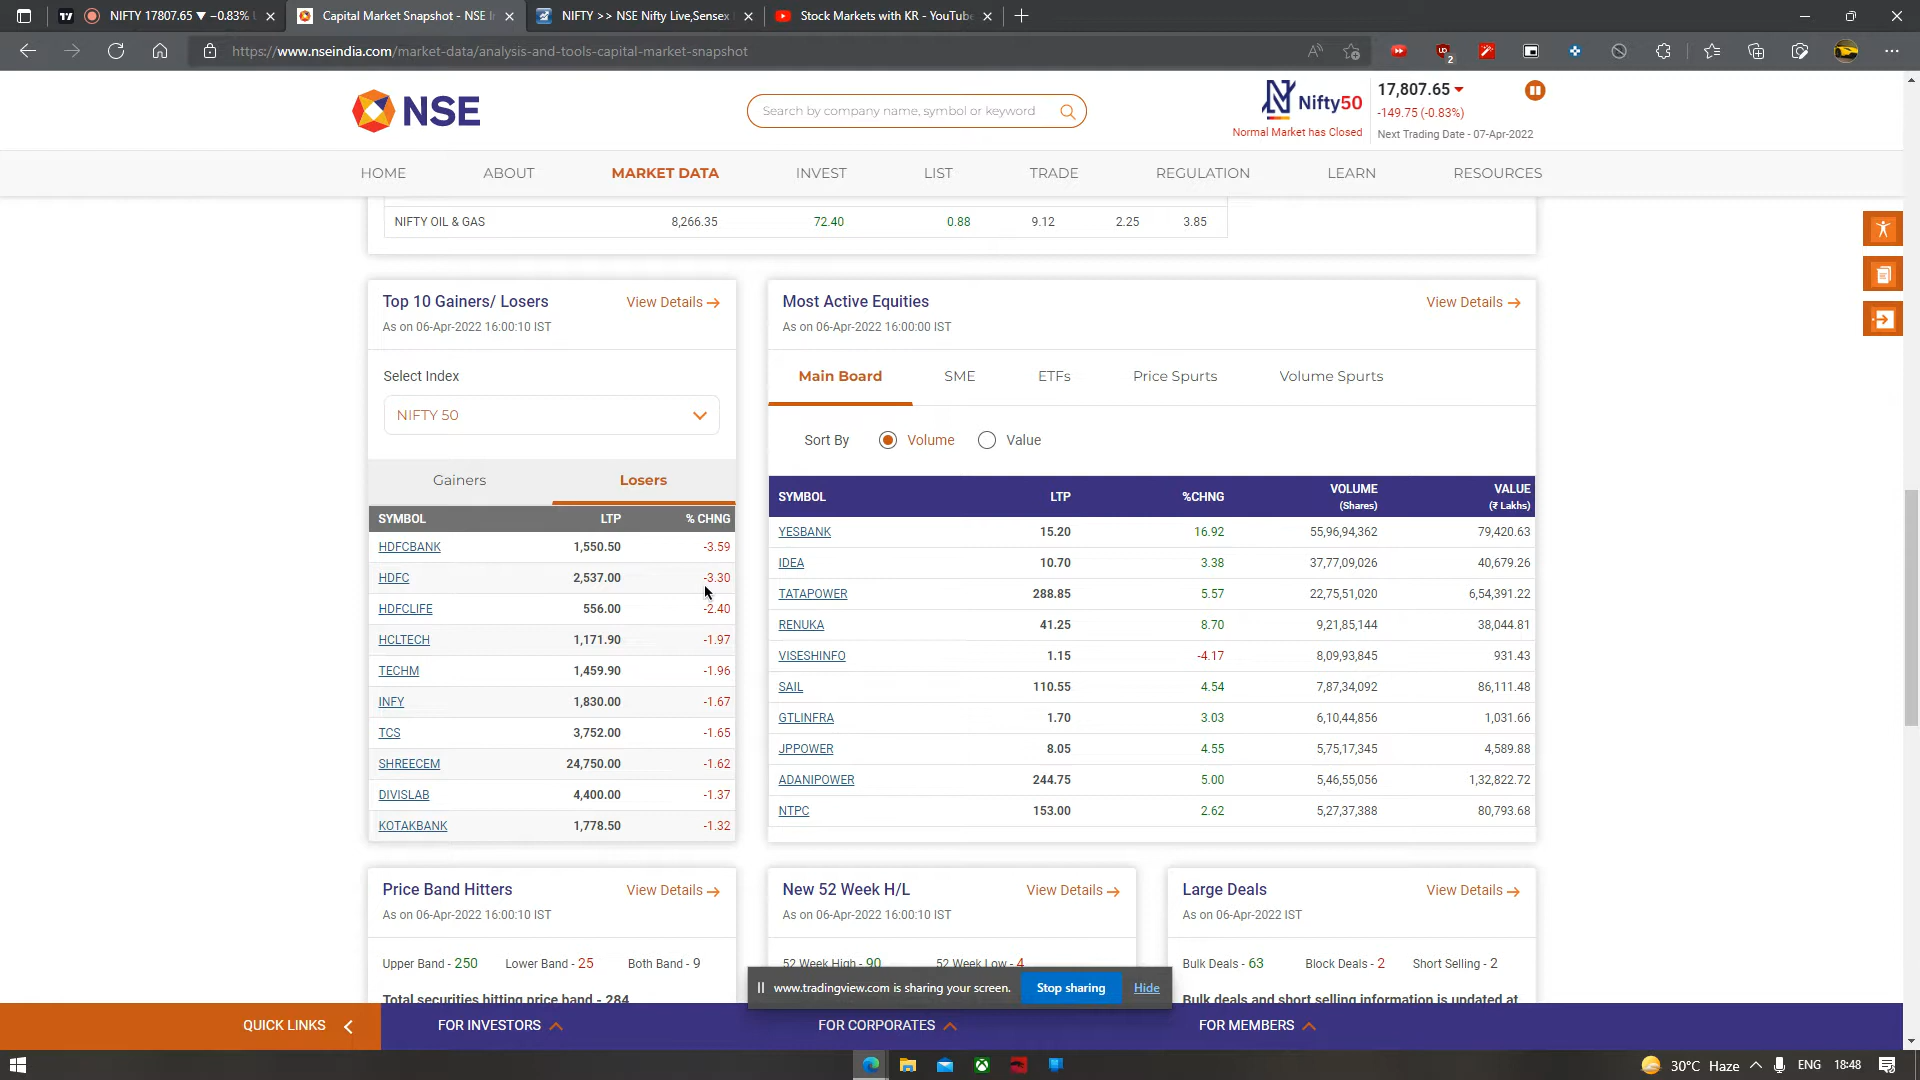 NIFTY 17807.65 ▼ −0.83%
Capital Market Snapshot - NSE I
NIFTY >> NSE Nifty Live,Sensex
Stock Markets with KR - YouTube
https://www.nseindia.com/market-data/analysis-and-tools-capital-market-snapshot
2
NSE
Search by company name, symbol or keyword
Nifty50
Normal Market has Closed
17,807.65
-149.75 (-0.83%)
Next Trading Date - 07-Apr-2022
HOME ABOUT MARKET DATA INVEST LIST TRADE REGULATION LEARN RESOURCES
NIFTY OIL & GAS 8,266.35 72.40 0.88 9.12 2.25 3.85
Top 10 Gainers/ Losers View Details
As on 06-Apr-2022 16:00:10 IST
Select Index
NIFTY 50
Gainers Losers
SYMBOL LTP % CHNG
HDFCBANK 1,550.50 -3.59
HDFC 2,537.00 -3.30
HDFCLIFE 556.00 -2.40
HCLTECH 1,171.90 -1.97
TECHM 1,459.90 -1.96
INFY 1,830.00 -1.67
TCS 3,752.00 -1.65
SHREECEM 24,750.00 -1.62
DIVISLAB 4,400.00 -1.37
KOTAKBANK 1,778.50 -1.32
Most Active Equities View Details
As on 06-Apr-2022 16:00:00 IST
Main Board SME ETFs Price Spurts Volume Spurts
Sort By Volume Value
SYMBOL LTP %CHNG VOLUME (Shares) VALUE (₹ Lakhs)
YESBANK 15.20 16.92 55,96,94,362 79,420.63
IDEA 10.70 3.38 37,77,09,026 40,679.26
TATAPOWER 288.85 5.57 22,75,51,020 6,54,391.22
RENUKA 41.25 8.70 9,21,85,144 38,044.81
VISESHINFO 1.15 -4.17 8,09,93,845 931.43
SAIL 110.55 4.54 7,87,34,092 86,111.48
GTLINFRA 1.70 3.03 6,10,44,856 1,031.66
JPPOWER 8.05 4.55 5,75,17,345 4,589.88
ADANIPOWER 244.75 5.00 5,46,55,056 1,32,822.72
NTPC 153.00 2.62 5,27,37,388 80,793.68
Price Band Hitters View Details
As on 06-Apr-2022 16:00:10 IST
Upper Band - 250 Lower Band - 25 Both Band - 9
Total securities hitting price band - 284
New 52 Week H/L View Details
As on 06-Apr-2022 16:00:10 IST
52 Week High - 90 52 Week Low - 4
Large Deals View Details
As on 06-Apr-2022 IST
Bulk Deals - 63 Block Deals - 2 Short Selling - 2
Bulk deals and short selling information is updated at
www.tradingview.com is sharing your screen. Stop sharing Hide
QUICK LINKS FOR INVESTORS FOR CORPORATES FOR MEMBERS
30°C Haze ENG 18:48